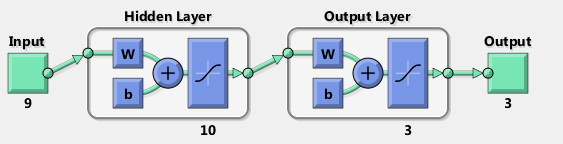 Hidden Layer
Output Layer
Input
Output
W
b
+
W
b
+
9
10
3
3